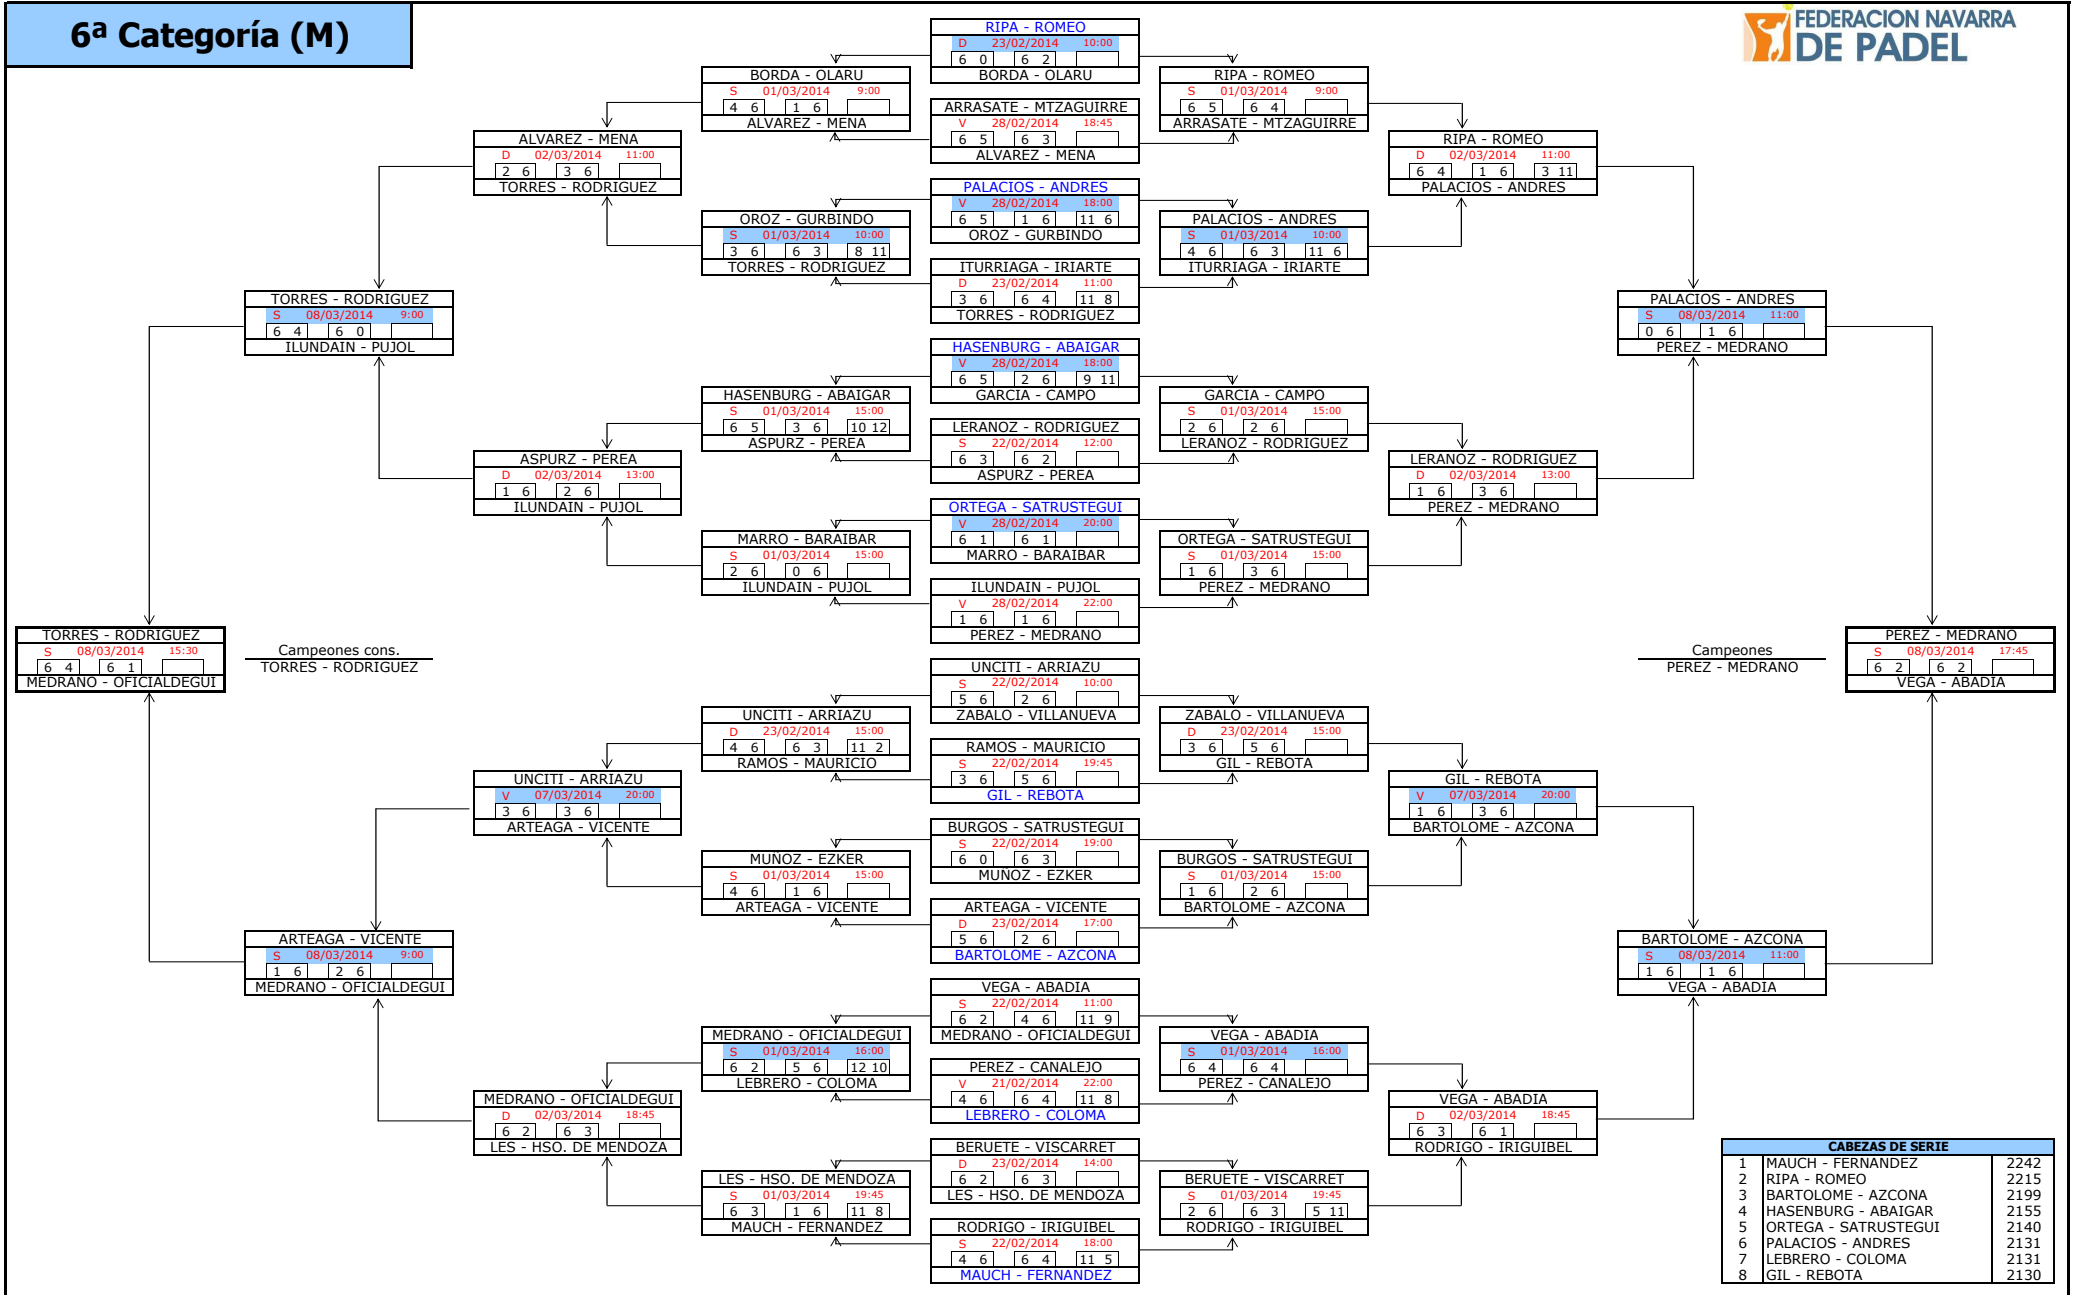 6ª Categoría (M)
FEDERACION NAVARRA
DE PADEL
TORRES - RODRIGUEZ
S 08/03/2014 15:30
6 4 6 1
MEDRANO - OFICIALDEGUI
Campeones cons.
TORRES - RODRIGUEZ
TORRES - RODRIGUEZ
S 08/03/2014 9:00
6 4 6 0
ILUNDAIN - PUJOL
ARTEAGA - VICENTE
S 08/03/2014 9:00
1 6 2 6
MEDRANO - OFICIALDEGUI
ALVAREZ - MENA
D 02/03/2014 11:00
2 6 3 6
TORRES - RODRIGUEZ
ASPURZ - PEREA
D 02/03/2014 13:00
1 6 2 6
ILUNDAIN - PUJOL
UNCITI - ARRIAZU
V 07/03/2014 20:00
3 6 3 6
ARTEAGA - VICENTE
MEDRANO - OFICIALDEGUI
D 02/03/2014 18:45
6 2 6 3
LES - HSO. DE MENDOZA
BORDA - OLARU
S 01/03/2014 9:00
4 6 1 6
ALVAREZ - MENA
OROZ - GURBINDO
S 01/03/2014 10:00
3 6 6 3 8 11
TORRES - RODRIGUEZ
HASENBURG - ABAIGAR
S 01/03/2014 15:00
6 5 3 6 10 12
ASPURZ - PEREA
MARRO - BARAIBAR
S 01/03/2014 15:00
2 6 0 6
ILUNDAIN - PUJOL
UNCITI - ARRIAZU
D 23/02/2014 15:00
4 6 6 3 11 2
RAMOS - MAURICIO
MUÑOZ - EZKER
S 01/03/2014 15:00
4 6 1 6
ARTEAGA - VICENTE
MEDRANO - OFICIALDEGUI
S 01/03/2014 16:00
6 2 5 6 12 10
LEBRERO - COLOMA
LES - HSO. DE MENDOZA
S 01/03/2014 19:45
6 3 1 6 11 8
MAUCH - FERNANDEZ
RIPA - ROMEO
D 23/02/2014 10:00
6 0 6 2
BORDA - OLARU
ARRASATE - MTZAGUIRRE
V 28/02/2014 18:45
6 5 6 3
ALVAREZ - MENA
PALACIOS - ANDRES
V 28/02/2014 18:00
6 5 1 6 11 6
OROZ - GURBINDO
ITURRIAGA - IRIARTE
D 23/02/2014 11:00
3 6 6 4 11 8
TORRES - RODRIGUEZ
HASENBURG - ABAIGAR
V 28/02/2014 18:00
6 5 2 6 9 11
GARCIA - CAMPO
LERANOZ - RODRIGUEZ
S 22/02/2014 12:00
6 3 6 2
ASPURZ - PEREA
ORTEGA - SATRUSTEGUI
V 28/02/2014 20:00
6 1 6 1
MARRO - BARAIBAR
ILUNDAIN - PUJOL
V 28/02/2014 22:00
1 6 1 6
PEREZ - MEDRANO
UNCITI - ARRIAZU
S 22/02/2014 10:00
5 6 2 6
ZABALO - VILLANUEVA
RAMOS - MAURICIO
S 22/02/2014 19:45
3 6 5 6
GIL - REBOTA
BURGOS - SATRUSTEGUI
S 22/02/2014 19:00
6 0 6 3
MUÑOZ - EZKER
ARTEAGA - VICENTE
D 23/02/2014 17:00
5 6 2 6
BARTOLOME - AZCONA
VEGA - ABADIA
S 22/02/2014 11:00
6 2 4 6 11 9
MEDRANO - OFICIALDEGUI
PEREZ - CANALEJO
V 21/02/2014 22:00
4 6 6 4 11 8
LEBRERO - COLOMA
BERUETE - VISCARRET
D 23/02/2014 14:00
6 2 6 3
LES - HSO. DE MENDOZA
RODRIGO - IRIGUIBEL
S 22/02/2014 18:00
4 6 6 4 11 5
MAUCH - FERNANDEZ
RIPA - ROMEO
S 01/03/2014 9:00
6 5 6 4
ARRASATE - MTZAGUIRRE
PALACIOS - ANDRES
S 01/03/2014 10:00
4 6 6 3 11 6
ITURRIAGA - IRIARTE
GARCIA - CAMPO
S 01/03/2014 15:00
2 6 2 6
LERANOZ - RODRIGUEZ
ORTEGA - SATRUSTEGUI
S 01/03/2014 15:00
1 6 3 6
PEREZ - MEDRANO
ZABALO - VILLANUEVA
D 23/02/2014 15:00
3 6 5 6
GIL - REBOTA
BURGOS - SATRUSTEGUI
S 01/03/2014 15:00
1 6 2 6
BARTOLOME - AZCONA
VEGA - ABADIA
S 01/03/2014 16:00
6 4 6 4
PEREZ - CANALEJO
BERUETE - VISCARRET
S 01/03/2014 19:45
2 6 6 3 5 11
RODRIGO - IRIGUIBEL
RIPA - ROMEO
D 02/03/2014 11:00
6 4 1 6 3 11
PALACIOS - ANDRES
LERANOZ - RODRIGUEZ
D 02/03/2014 13:00
1 6 3 6
PEREZ - MEDRANO
GIL - REBOTA
V 07/03/2014 20:00
1 6 3 6
BARTOLOME - AZCONA
VEGA - ABADIA
D 02/03/2014 18:45
6 3 6 1
RODRIGO - IRIGUIBEL
PALACIOS - ANDRES
S 08/03/2014 11:00
0 6 1 6
PEREZ - MEDRANO
BARTOLOME - AZCONA
S 08/03/2014 11:00
1 6 1 6
VEGA - ABADIA
Campeones
PEREZ - MEDRANO
PEREZ - MEDRANO
S 08/03/2014 17:45
6 2 6 2
VEGA - ABADIA
CABEZAS DE SERIE
1 MAUCH - FERNANDEZ 2242
2 RIPA - ROMEO 2215
3 BARTOLOME - AZCONA 2199
4 HASENBURG - ABAIGAR 2155
5 ORTEGA - SATRUSTEGUI 2140
6 PALACIOS - ANDRES 2131
7 LEBRERO - COLOMA 2131
8 GIL - REBOTA 2130